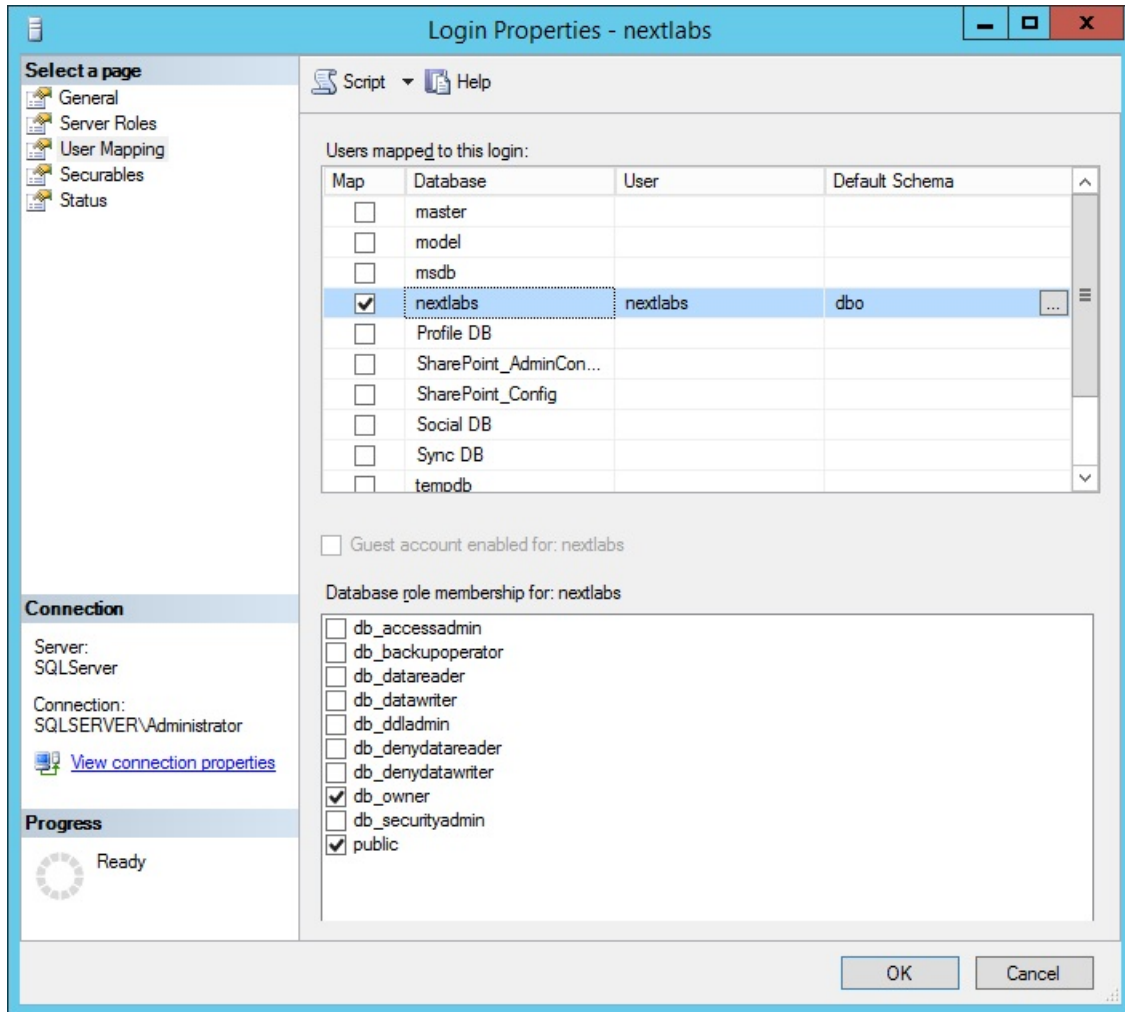 Login Properties - nextlabs
Select a page
General
Server Roles
User Mapping
Securables
Status
Script
Help
Users mapped to this login:
Map Database User Default Schema
master
model
msdb
nextlabs nextlabs dbo ...
Profile DB
SharePoint_AdminCon...
SharePoint_Config
Social DB
Sync DB
tempdb
Guest account enabled for: nextlabs
Database role membership for: nextlabs
db_accessadmin
db_backupoperator
db_datareader
db_datawriter
db_ddladmin
db_denydatareader
db_denydatawriter
db_owner
db_securityadmin
public
Connection
Server:
SQLServer
Connection:
SQLSERVER\Administrator
View connection properties
Progress
Ready
OK Cancel